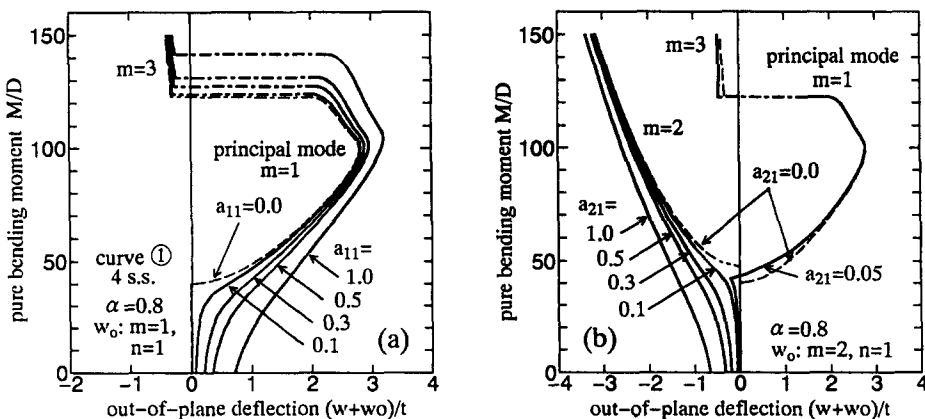 150
100
50
0
pure bending moment M/D
m=3
principal mode
m=1
a₁₁=0.0
curve ①
4 s.s.
α=0.8
wₒ: m=1,
n=1
a₁₁=
1.0
0.5
0.3
0.1
(a)
−2 −1 0 1 2 3 4
out-of-plane deflection (w+wo)/t
150
100
50
0
pure bending moment M/D
m=3
principal mode
m=1
m=2
a₂₁=0.0
a₂₁=
1.0
0.5
0.3
0.1
a₂₁=0.05
(b)
α=0.8
wₒ: m=2, n=1
−4 −3 −2 −1 0 1 2 3 4
out-of-plane deflection (w+wo)/t